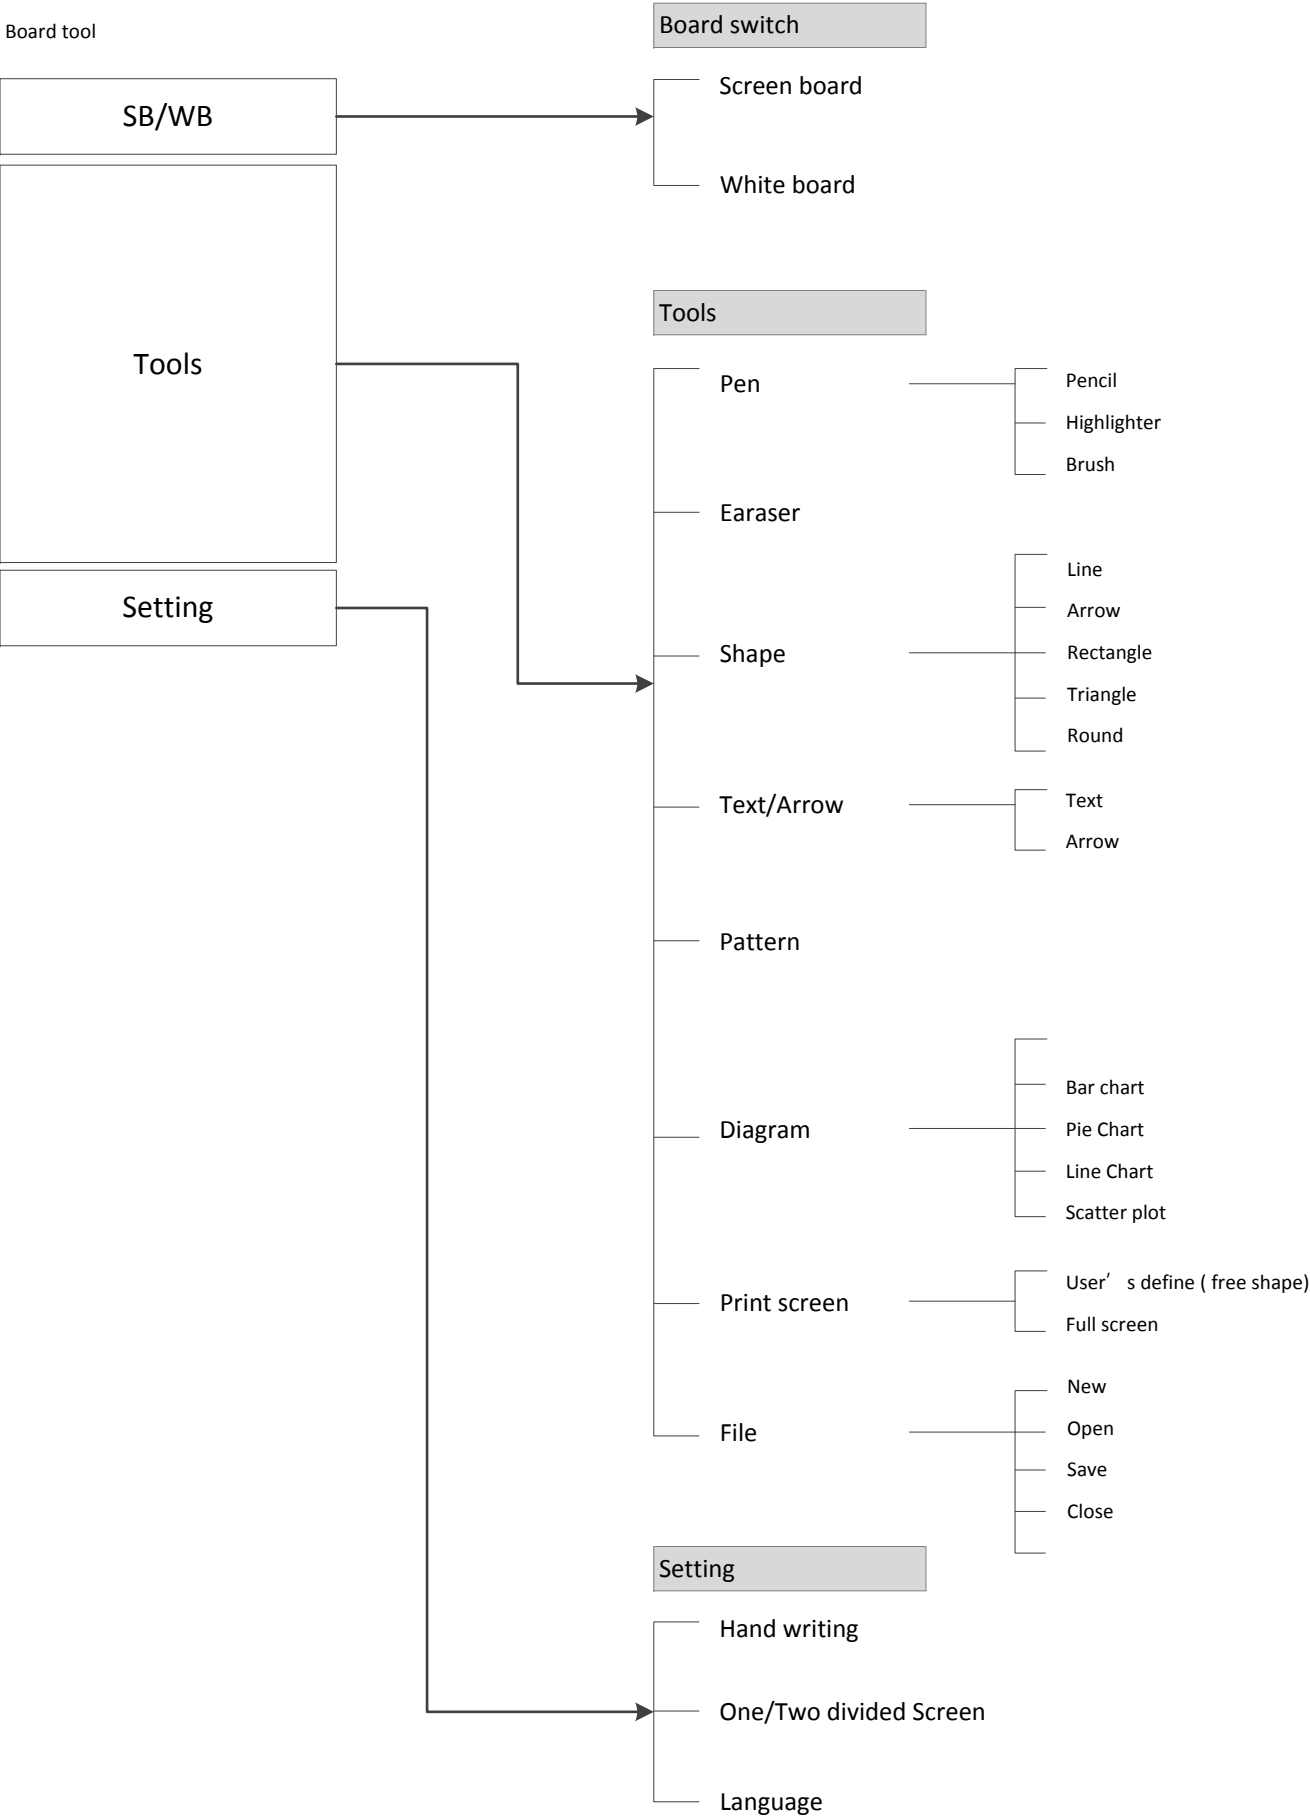 Board tool
SB/WB
Tools
Setting
Board switch
Screen board
White board
Tools
Pen
Pencil
Highlighter
Brush
Earaser
Shape
Line
Arrow
Rectangle
Triangle
Round
Text/Arrow
Text
Arrow
Pattern
Diagram
Bar chart
Pie Chart
Line Chart
Scatter plot
Print screen
User′ s define ( free shape)
Full screen
File
New
Open
Save
Close
Setting
Hand writing
One/Two divided Screen
Language